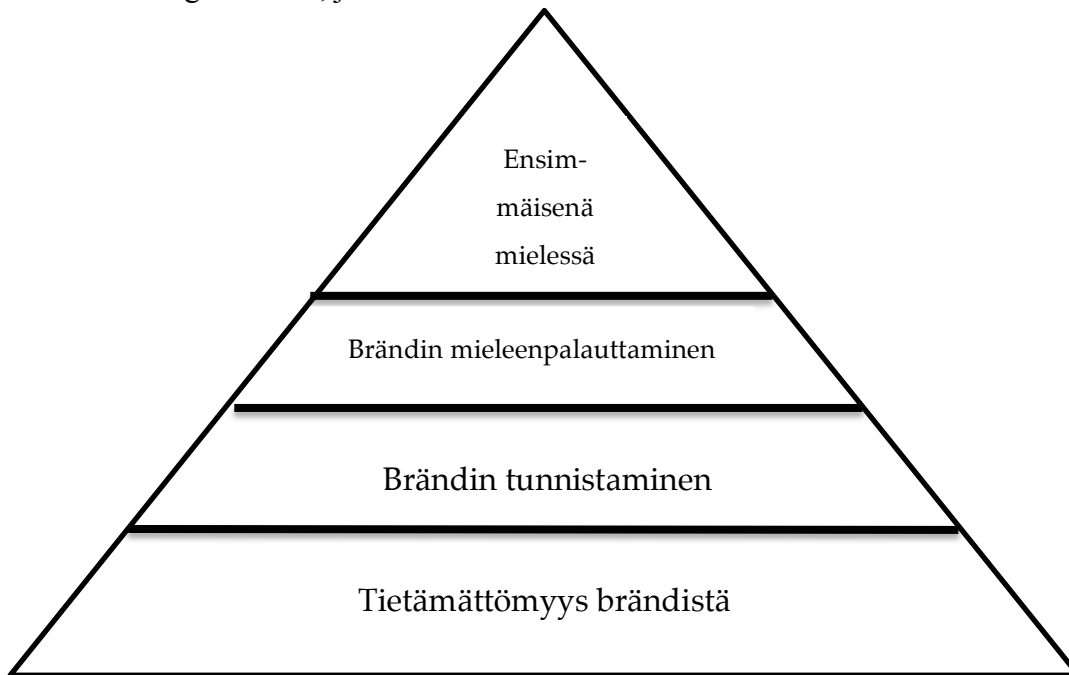 Ensim-
mäisenä
mielessä
Brändin mieleenpalauttaminen
Brändin tunnistaminen
Tietämättömyys brändistä